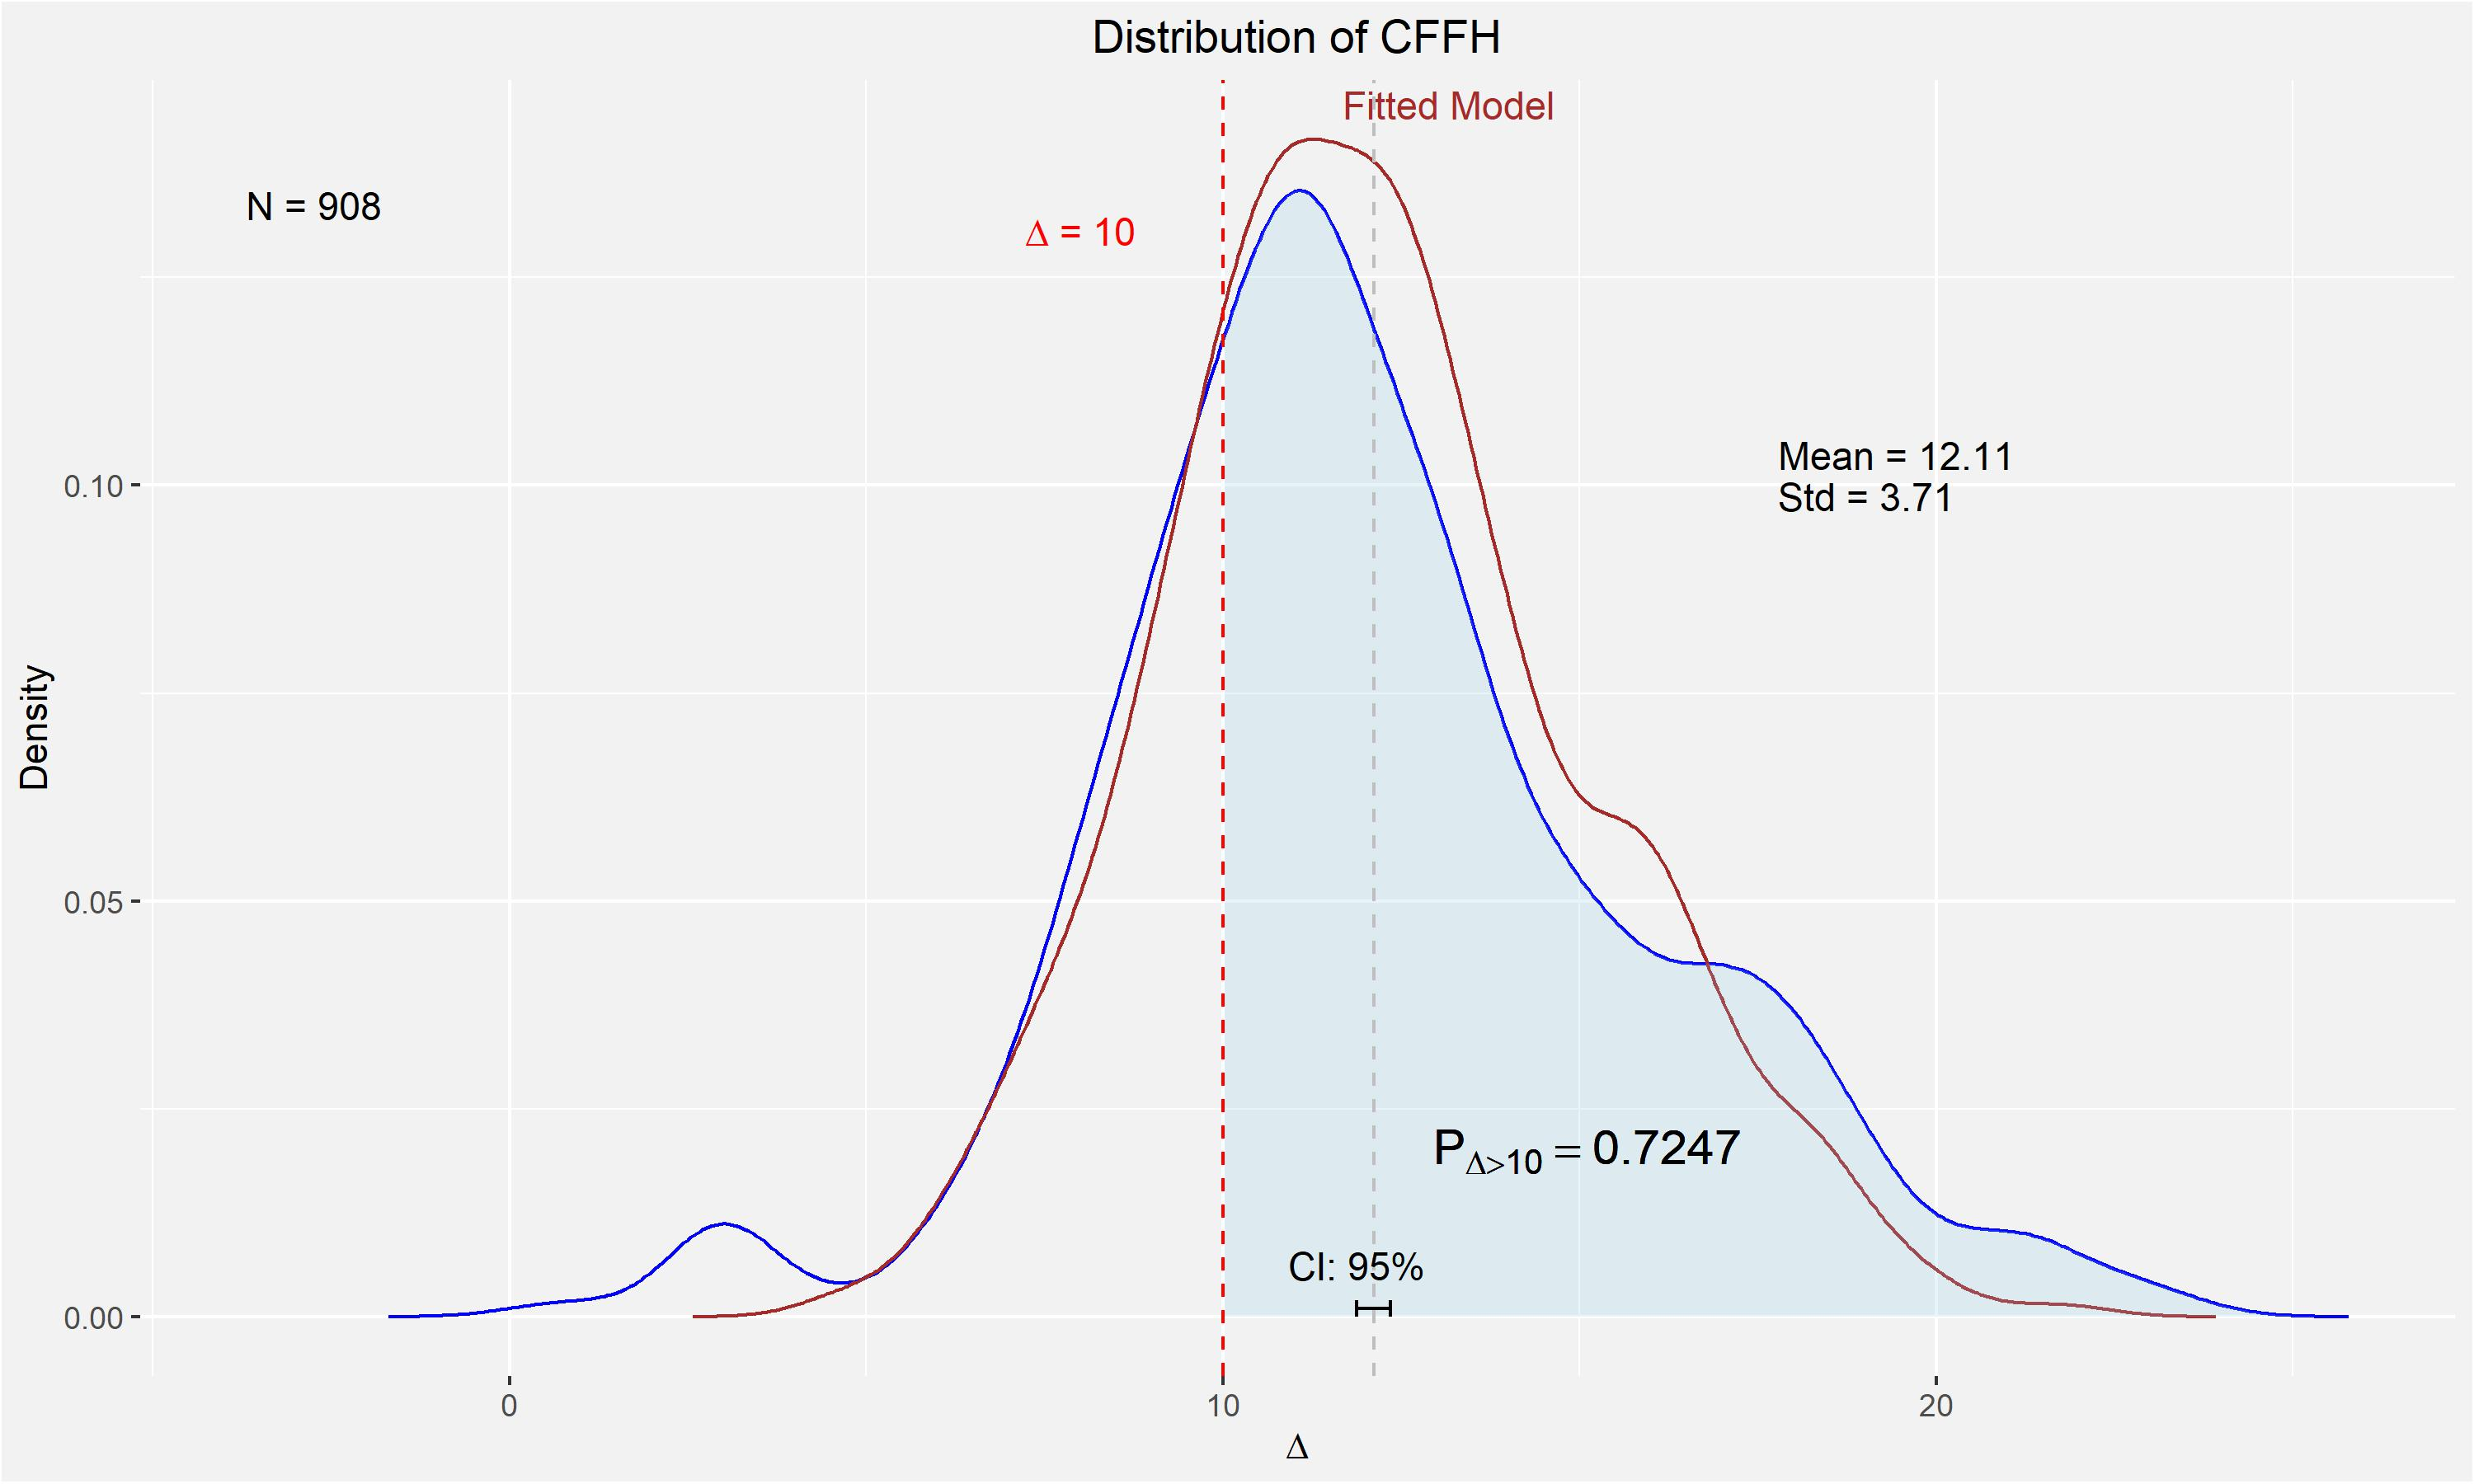 Distribution of CFFH
Fitted Model
N = 908
Δ = 10
Mean = 12.11
Std = 3.71
0.10
Density
0.05
P Δ>10 = 0.7247
CI: 95%
0.00
0 10 20
Δ